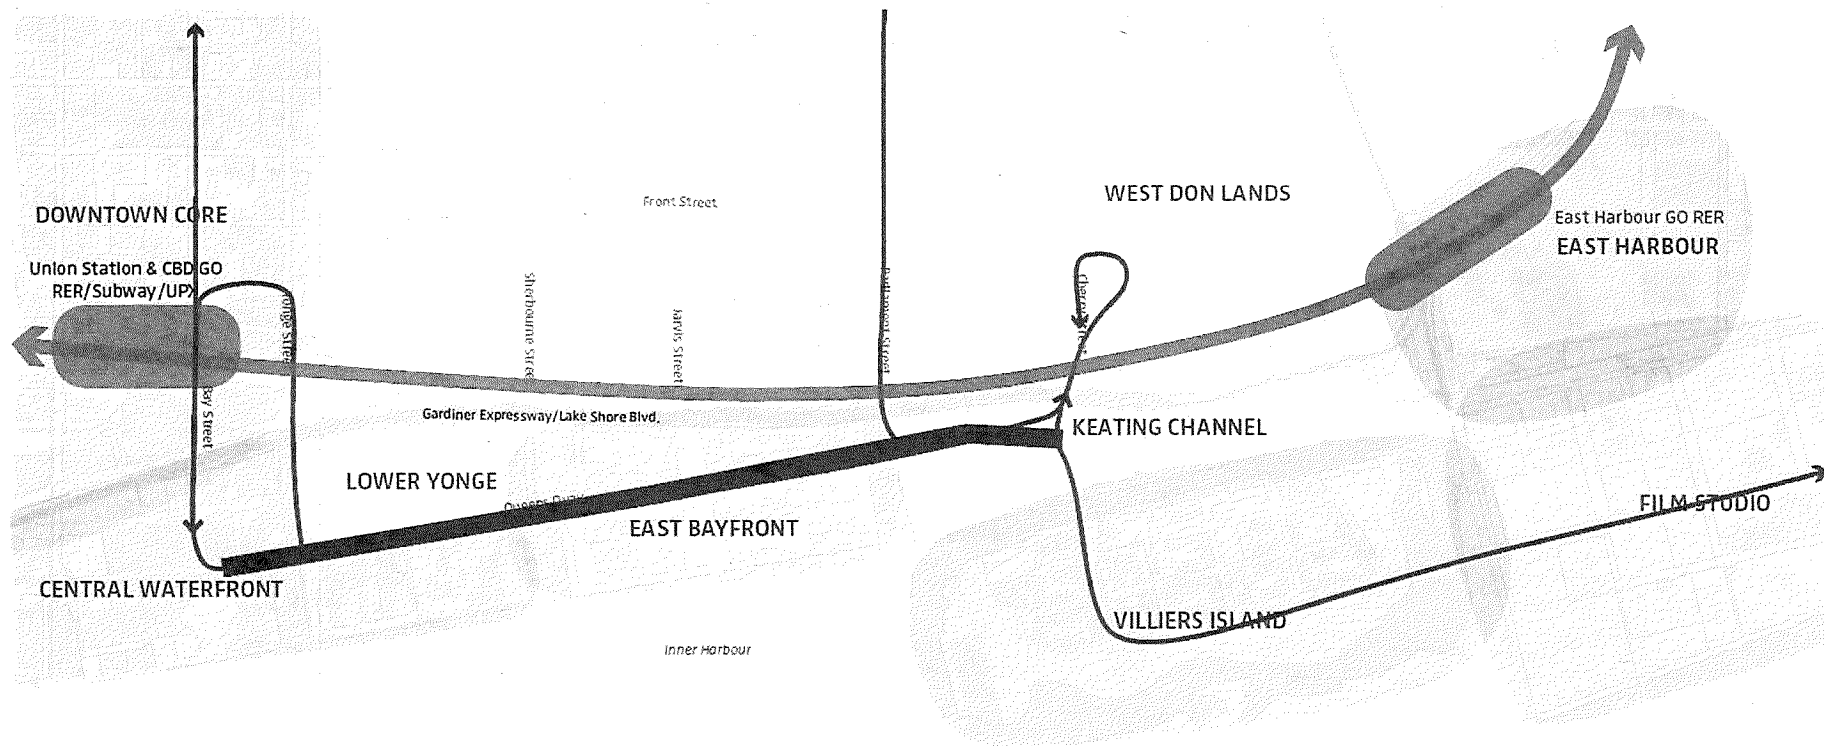 Front Street
WEST DON LANDS
DOWNTOWN CORE
East Harbour GO RER
EAST HARBOUR
Union Station & CBD GO
RER/Subway/UPX
Yonge Street
Sherbourne Street
Jarvis Street
Parliament Street
Cherry Street
Bay Street
Gardiner Expressway/Lake Shore Blvd.
KEATING CHANNEL
LOWER YONGE
Queens Quay
EAST BAYFRONT
FILM STUDIO
CENTRAL WATERFRONT
VILLIERS ISLAND
Inner Harbour